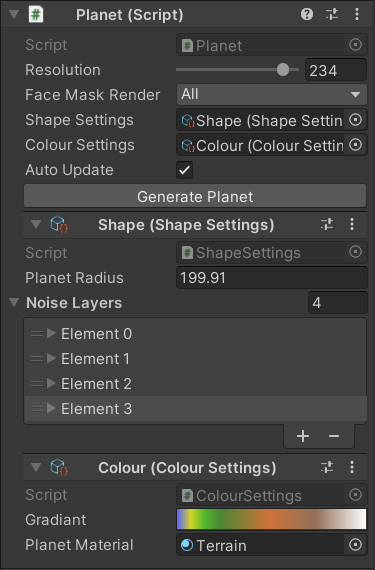 Planet (Script)
Script Planet
Resolution 234
Face Mask Render All
Shape Settings Shape (Shape Settin
Colour Settings Colour (Colour Settin
Auto Update
Generate Planet
Shape (Shape Settings)
Script ShapeSettings
Planet Radius 199.91
Noise Layers 4
Element 0
Element 1
Element 2
Element 3
Colour (Colour Settings)
Script ColourSettings
Gradiant
Planet Material Terrain